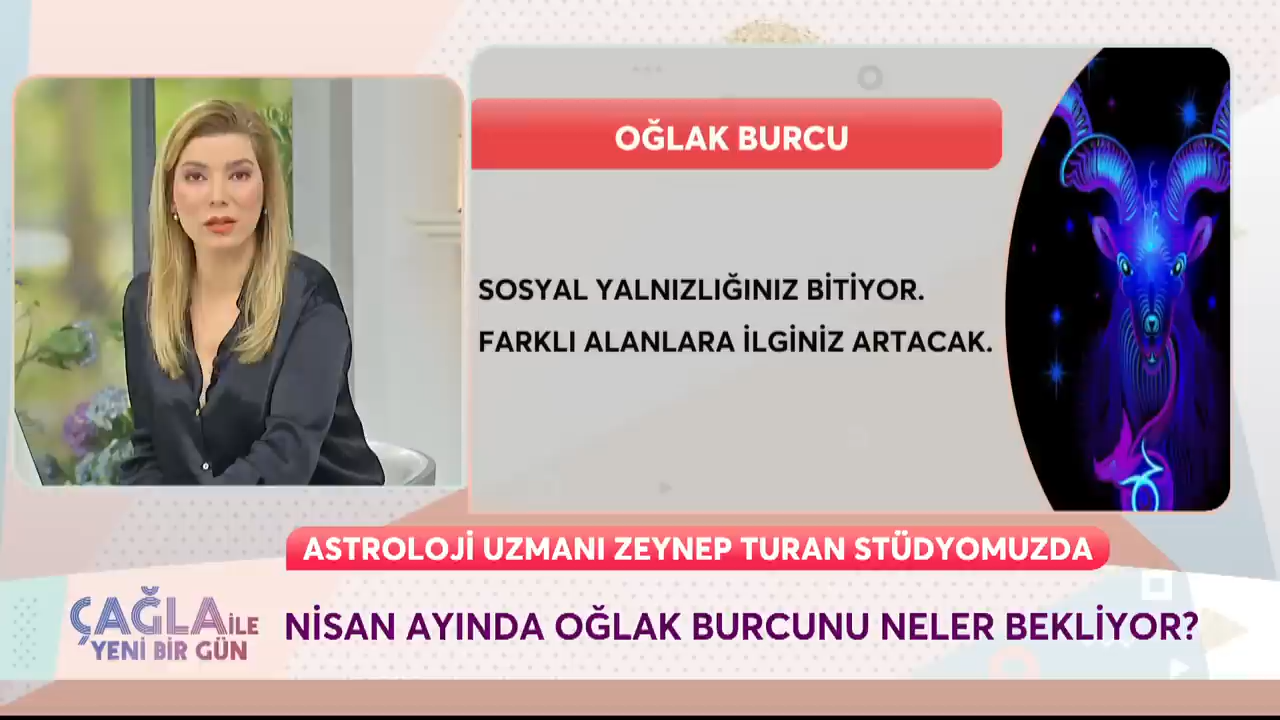 OĞLAK BURCU
SOSYAL YALNIZLIĞINIZ BİTİYOR.
FARKLI ALANLARA İLGİNİZ ARTACAK.
ASTROLOJİ UZMANI ZEYNEP TURAN STÜDYOMUZDA
ÇAĞLA İLE
YENİ BİR GÜN
NİSAN AYINDA OĞLAK BURCUNU NELER BEKLİYOR?